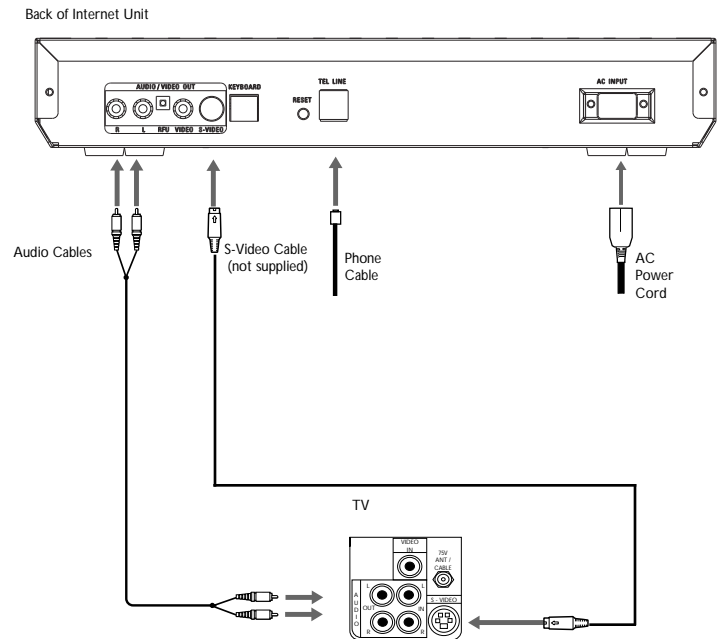 Back of Internet Unit
AUDIO / VIDEO OUT
KEYBOARD
TEL LINE
RESET
AC INPUT
R L RFU VIDEO S-VIDEO
Audio Cables
S-Video Cable
(not supplied)
Phone
Cable
AC
Power
Cord
TV
VIDEO
IN
75V
ANT /
CABLE
AUDIO
L L
OUT IN
R R
S - VIDEO